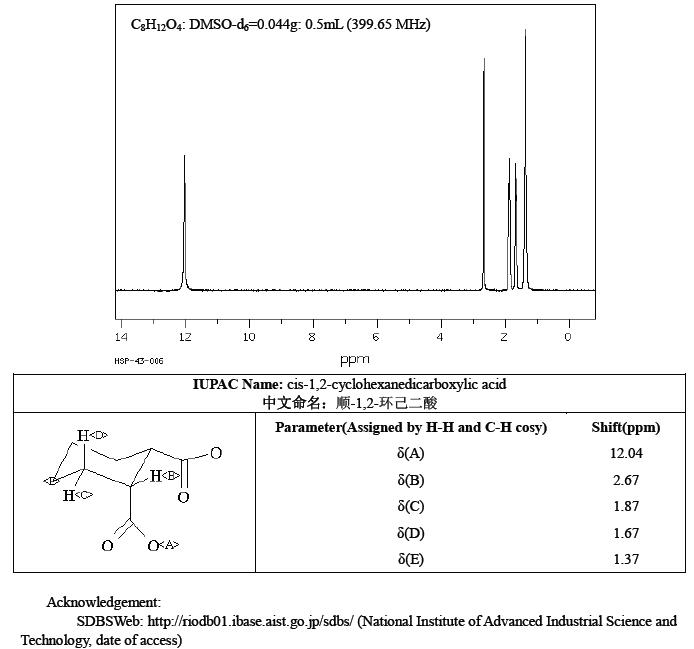 C8H12O4: DMSO-d6=0.044g: 0.5mL (399.65 MHz)
14 12 10 8 6 4 2 0
HSP-43-006
ppm
IUPAC Name: cis-1,2-cyclohexanedicarboxylic acid
中文命名：顺-1,2-环己二酸
Parameter(Assigned by H-H and C-H cosy) Shift(ppm)
δ(A) 12.04
δ(B) 2.67
δ(C) 1.87
δ(D) 1.67
δ(E) 1.37
H<D>
O
<E>
H<B>
H<C>
O
O
O<A>
Acknowledgement:
SDBSWeb: http://riodb01.ibase.aist.go.jp/sdbs/ (National Institute of Advanced Industrial Science and
Technology, date of access)